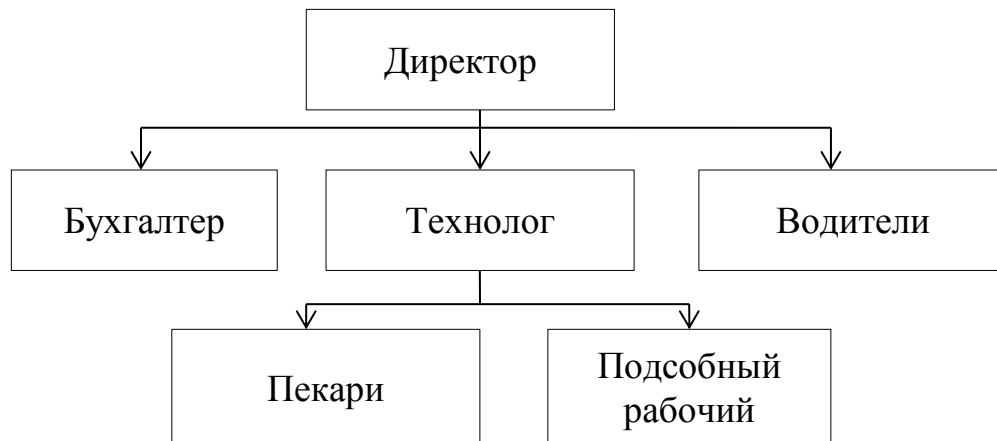 Директор
Бухгалтер
Технолог
Водители
Пекари
Подсобный
рабочий